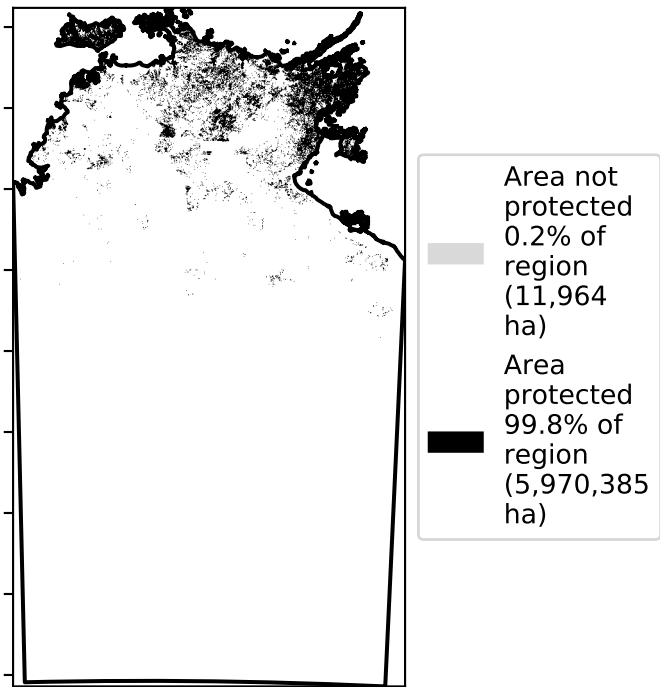 Area not
protected
0.2% of
region
(11,964
ha)
Area
protected
99.8% of
region
(5,970,385
ha)